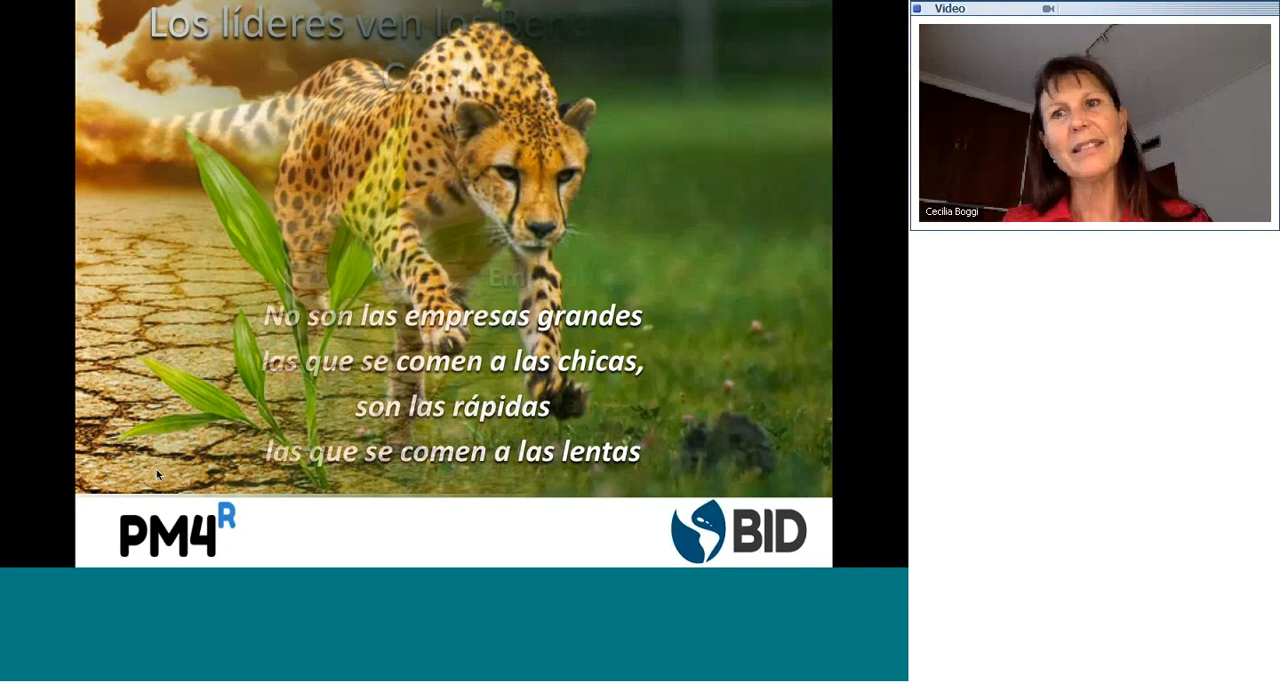 Los líderes ven los
No son las empresas grandes
las que se comen a las chicas,
son las rápidas
las que se comen a las lentas
PM4R
BID
Video
Cecilia Boggi